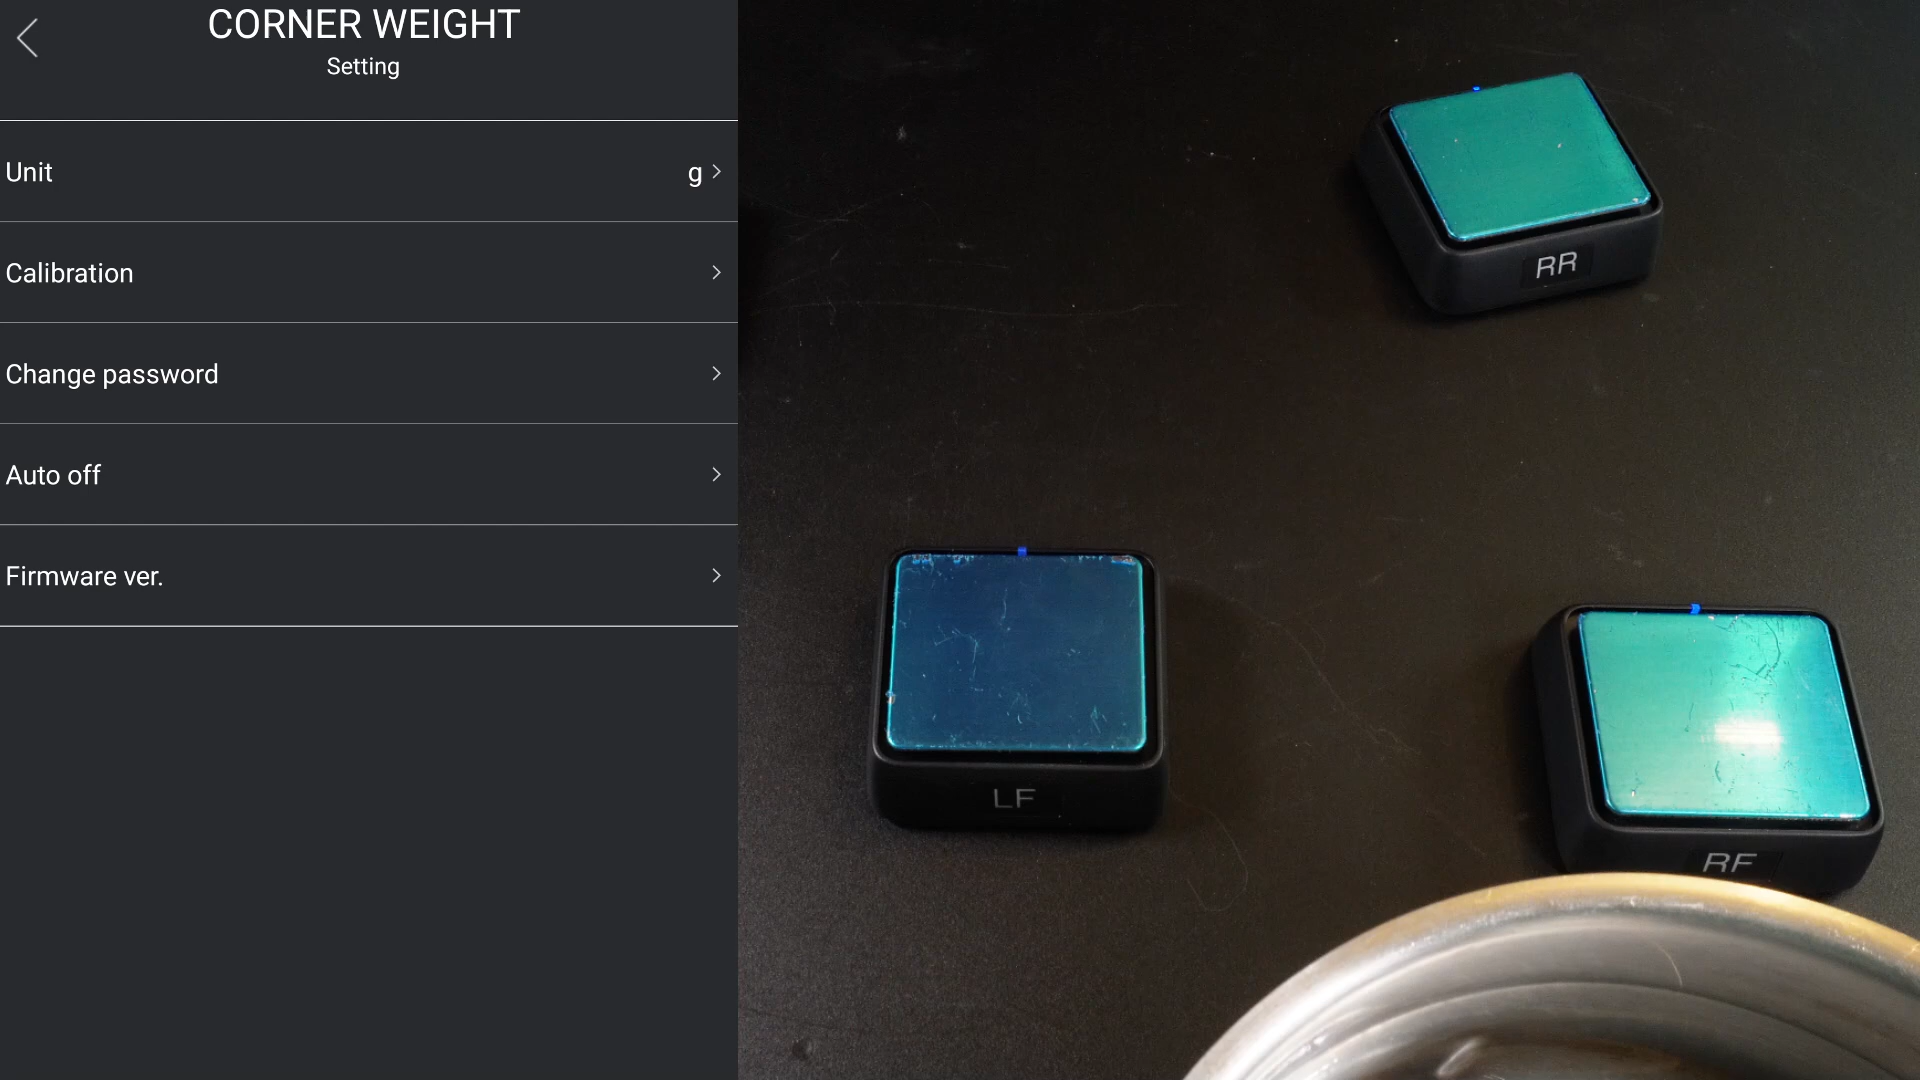 CORNER WEIGHT
Setting
Unit
g
Calibration
Change password
Auto off
Firmware ver.
RR
LF
RF